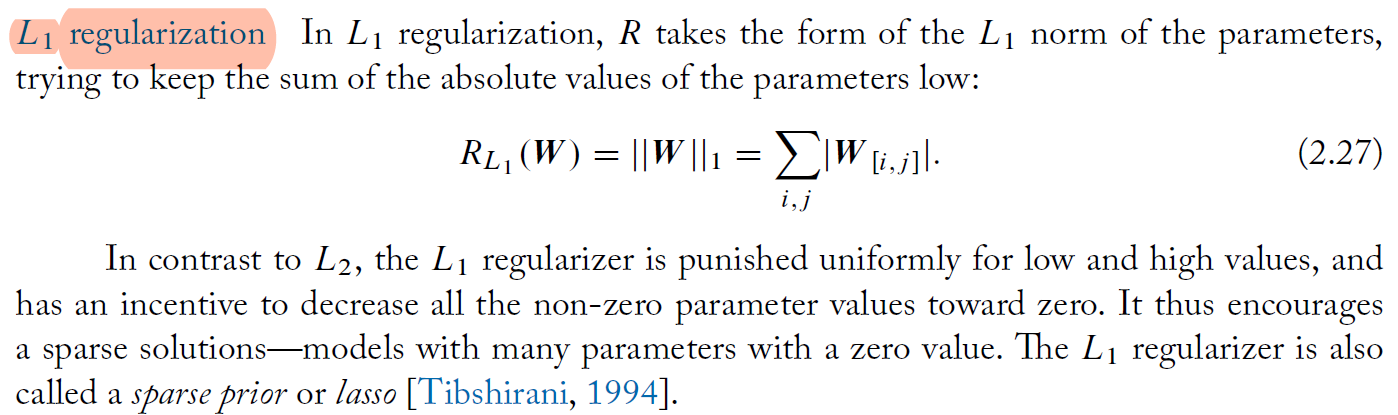 L₁ regularization In L₁ regularization, R takes the form of the L₁ norm of the parameters,
trying to keep the sum of the absolute values of the parameters low:
R_{L₁}(W) = ||W||₁ = ∑_{i,j} |W_{[i,j]}|. (2.27)
In contrast to L₂, the L₁ regularizer is punished uniformly for low and high values, and
has an incentive to decrease all the non-zero parameter values toward zero. It thus encourages
a sparse solutions—models with many parameters with a zero value. The L₁ regularizer is also
called a sparse prior or lasso [Tibshirani, 1994].